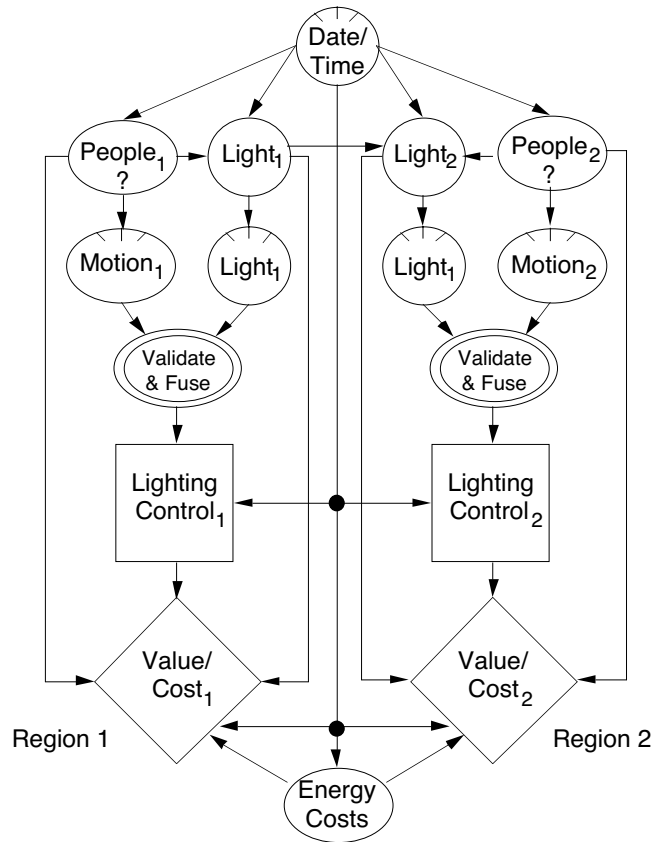 Date/
Time
People1
?
Light1
Light2
People2
?
Motion1
Light1
Light1
Motion2
Validate
& Fuse
Validate
& Fuse
Lighting
Control1
Lighting
Control2
Value/
Cost1
Value/
Cost2
Region 1
Region 2
Energy
Costs